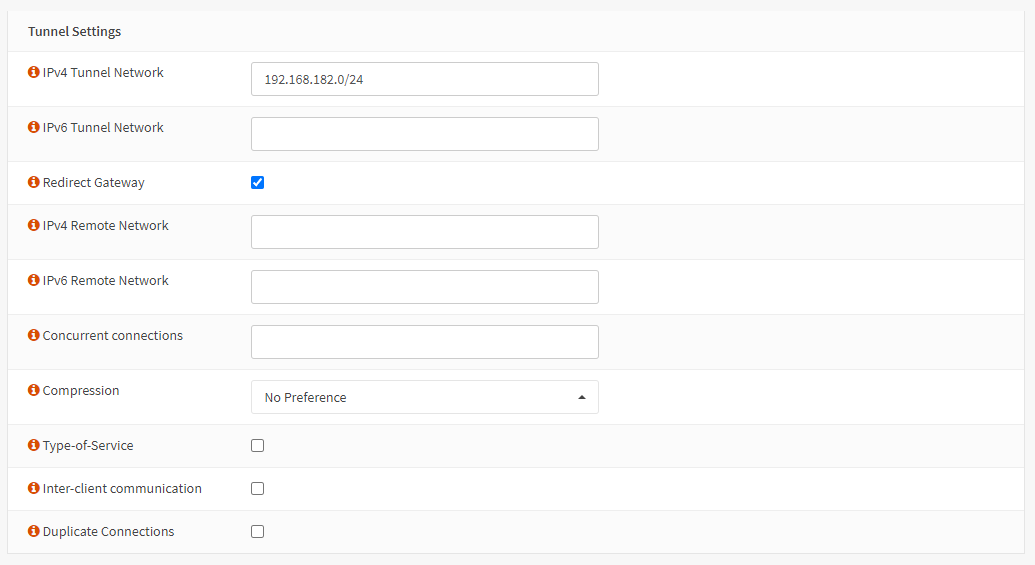 Tunnel Settings
IPv4 Tunnel Network
192.168.182.0/24
IPv6 Tunnel Network
Redirect Gateway
IPv4 Remote Network
IPv6 Remote Network
Concurrent connections
Compression
No Preference
Type-of-Service
Inter-client communication
Duplicate Connections